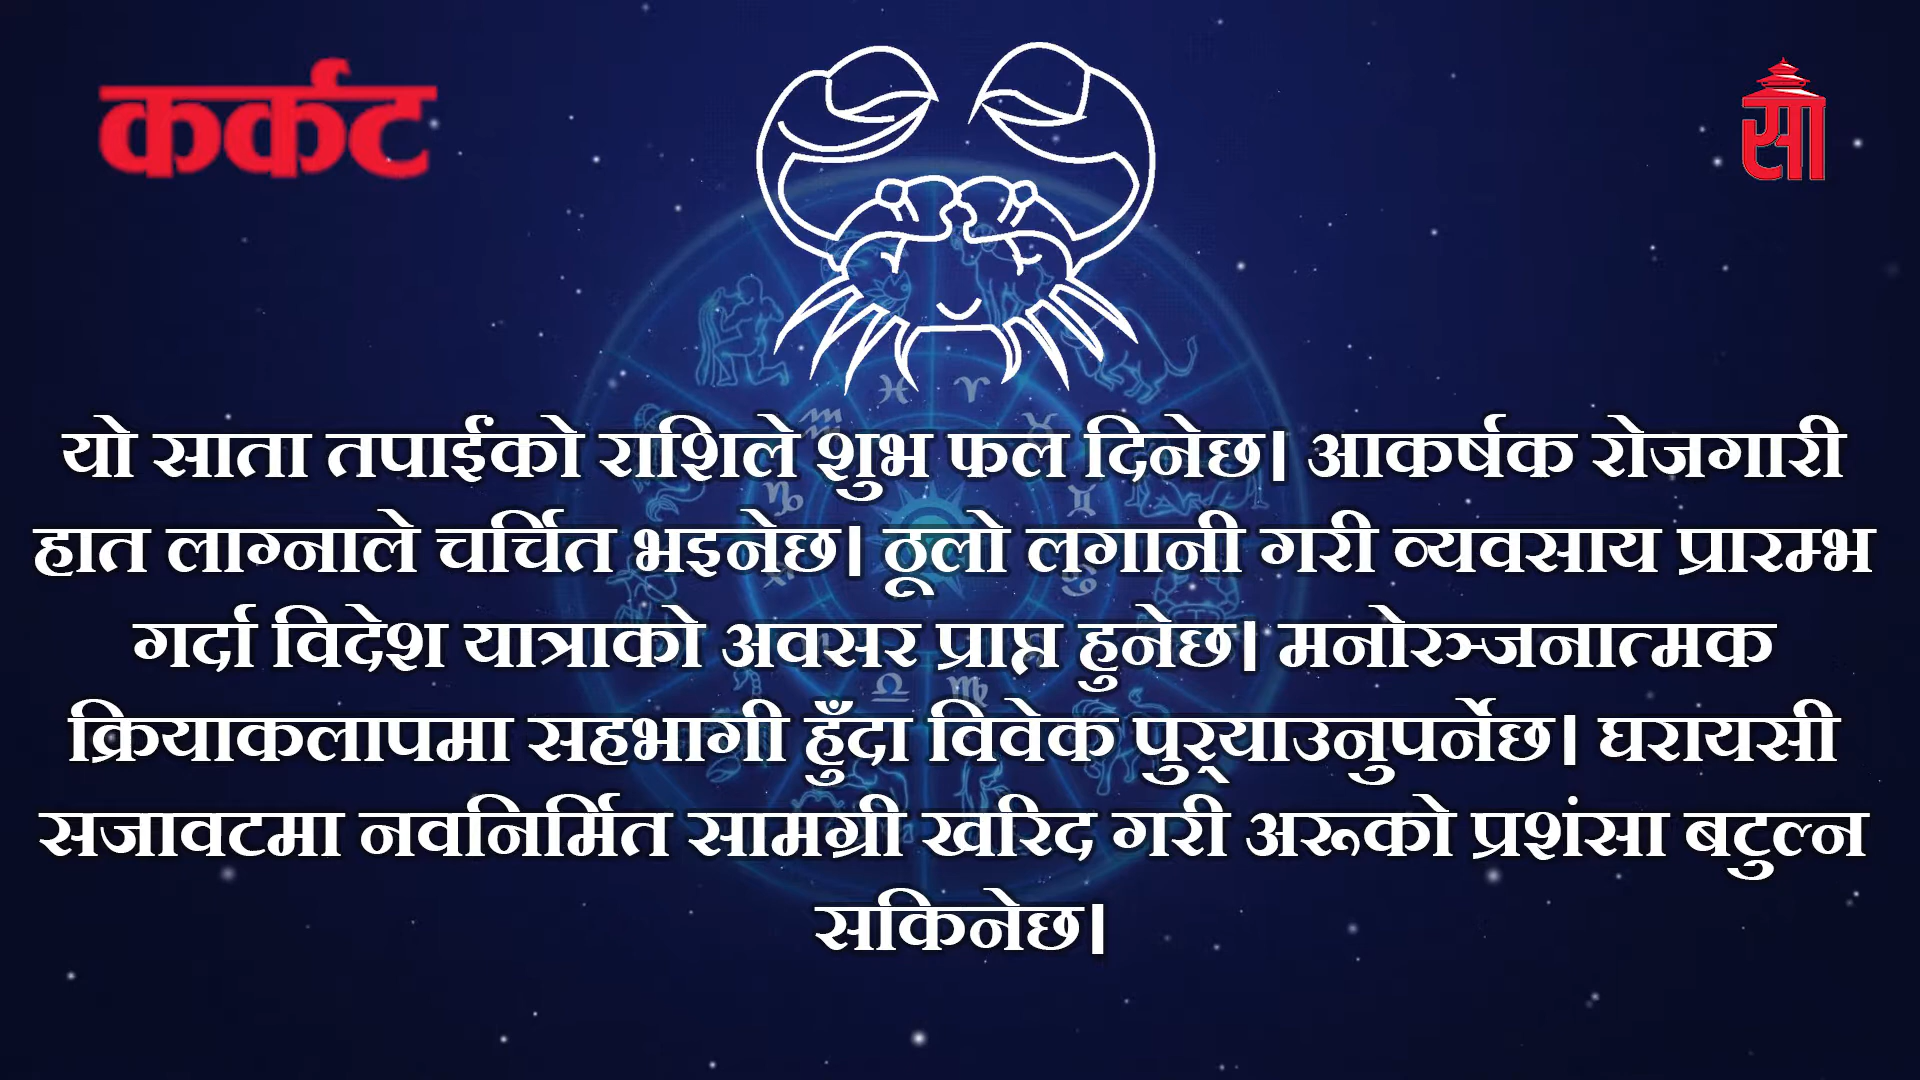 कर्कट
सा
यो साता तपाईंको राशिले शुभ फल दिनेछ। आकर्षक रोजगारी
हात लाग्नाले चर्चित भइनेछ। ठूलो लगानी गरी व्यवसाय प्रारम्भ
गर्दा विदेश यात्राको अवसर प्राप्त हुनेछ। मनोरञ्जनात्मक
क्रियाकलापमा सहभागी हुँदा विवेक पुर्‍याउनुपर्नेछ। घरायसी
सजावटमा नवनिर्मित सामग्री खरिद गरी अरूको प्रशंसा बटुल्न
सकिनेछ।